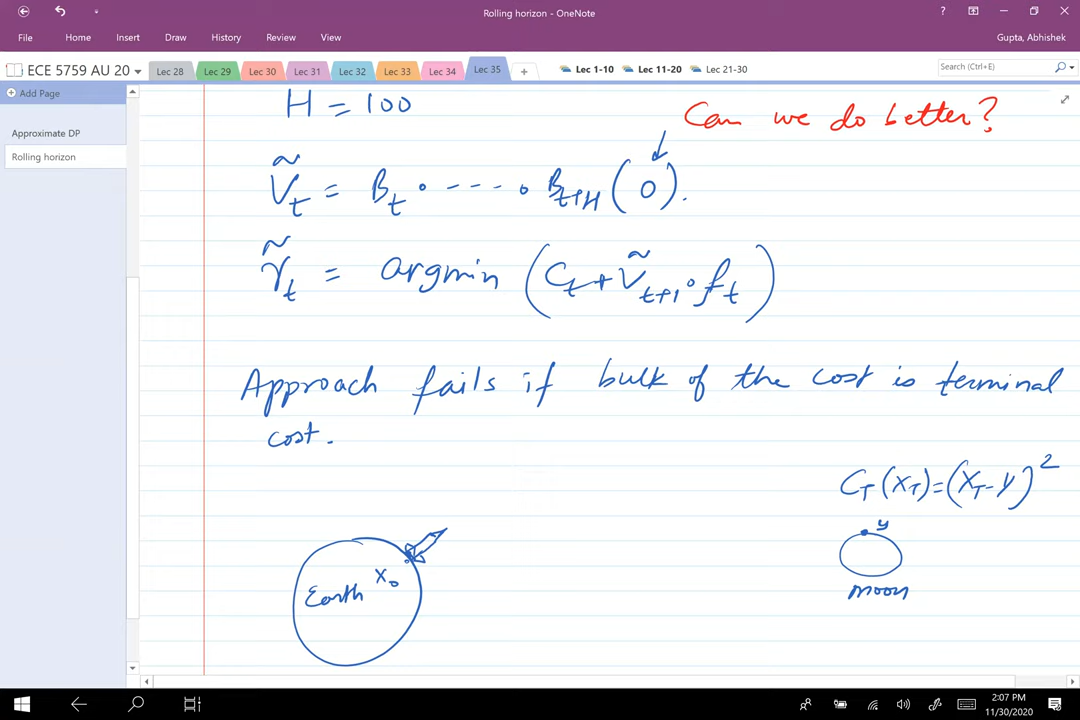 Rolling horizon - OneNote
?
Gupta, Abhishek
File Home Insert Draw History Review View
ECE 5759 AU 20
Lec 28 Lec 29 Lec 30 Lec 31 Lec 32 Lec 33 Lec 34 Lec 35 + Lec 1-10 Lec 11-20 Lec 21-30
Search (Ctrl+E)
Add Page
Approximate DP
Rolling horizon
H = 100
Can we do better?
Ṽ_t = B_t ∘ ---- ∘ B_{t+H} (0).
γ̃_t = argmin (C_t + Ṽ_{t+1} ∘ f_t)
Approach fails if bulk of the cost is terminal
cost.
C_T(X_T) = (X_T - y)^2
y
Earth X_0
moon
2:07 PM
11/30/2020